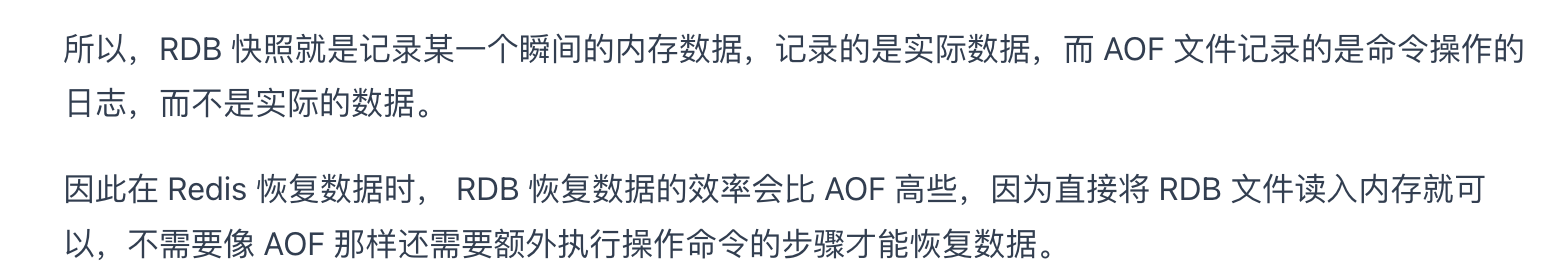 所以，RDB 快照就是记录某一个瞬间的内存数据，记录的是实际数据，而 AOF 文件记录的是命令操作的
日志，而不是实际的数据。
因此在 Redis 恢复数据时， RDB 恢复数据的效率会比 AOF 高些，因为直接将 RDB 文件读入内存就可
以，不需要像 AOF 那样还需要额外执行操作命令的步骤才能恢复数据。